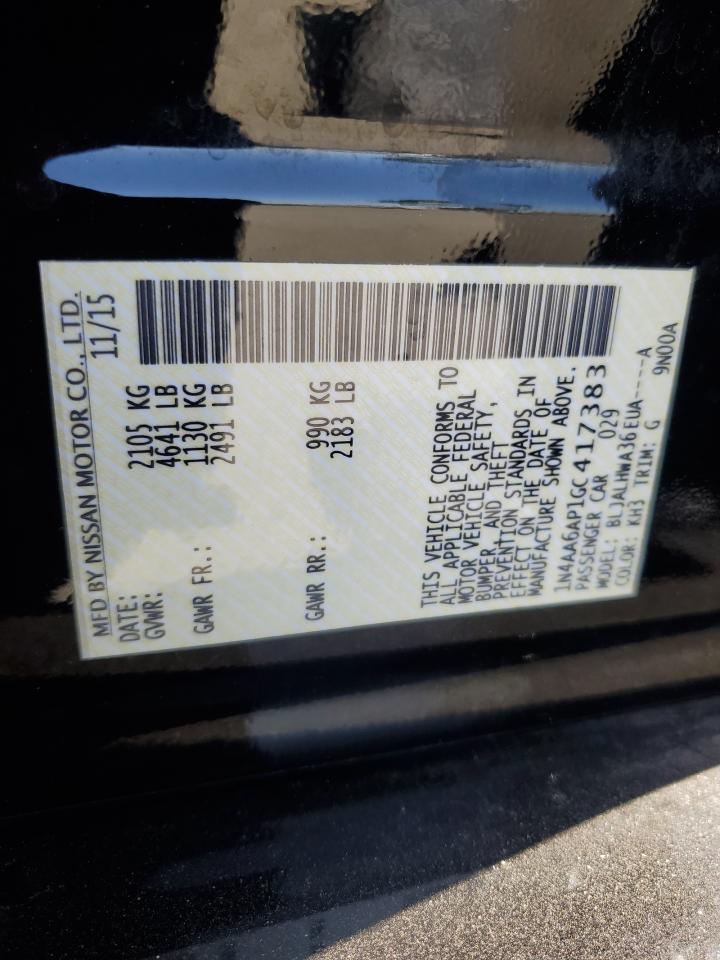 MFD BY NISSAN MOTOR CO., LTD.
DATE: 11/15
GVWR: 2105 KG
4641 LB
GAWR FR.: 1130 KG
2491 LB
GAWR RR.: 990 KG
2183 LB
THIS VEHICLE CONFORMS TO
ALL APPLICABLE FEDERAL
MOTOR VEHICLE SAFETY,
BUMPER, AND THEFT
PREVENTION STANDARDS IN
EFFECT ON THE DATE OF
MANUFACTURE SHOWN ABOVE.
1N4AA6AP1GC417383
PASSENGER CAR 029
MODEL: BLJALHWA36EUA----A
COLOR: KH3 TRIM: G 9N00A